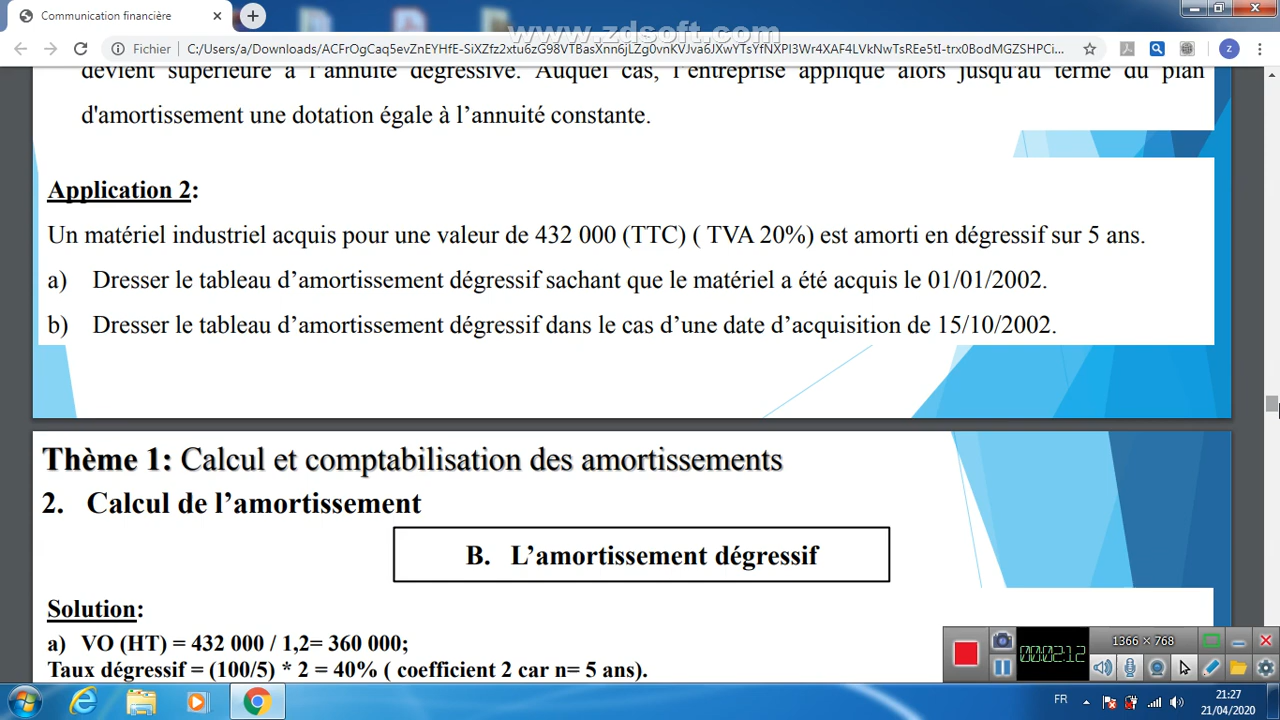 Communication financière
www.zdsoft.com
Fichier
C:/Users/a/Downloads/ACFrOgCaq5evZnEYHfE-SiXZfz2xtu6zG98VTBasXnn6jLZg0vnKVJva6JXwYTsYfNXPI3Wr4XAF4LVkNwTsREe5tI-trx0BodMGZSHPCi...
devient supérieure à l'annuité dégressive. Auquel cas, l'entreprise applique alors jusqu'au terme du plan
d'amortissement une dotation égale à l'annuité constante.
Application 2:
Un matériel industriel acquis pour une valeur de 432 000 (TTC) ( TVA 20%) est amorti en dégressif sur 5 ans.
a) Dresser le tableau d'amortissement dégressif sachant que le matériel a été acquis le 01/01/2002.
b) Dresser le tableau d'amortissement dégressif dans le cas d'une date d'acquisition de 15/10/2002.
Thème 1: Calcul et comptabilisation des amortissements
2. Calcul de l'amortissement
B. L'amortissement dégressif
Solution:
a) VO (HT) = 432 000 / 1,2= 360 000;
Taux dégressif = (100/5) * 2 = 40% ( coefficient 2 car n= 5 ans).
1366 × 768
00:02:12
FR
21:27
21/04/2020